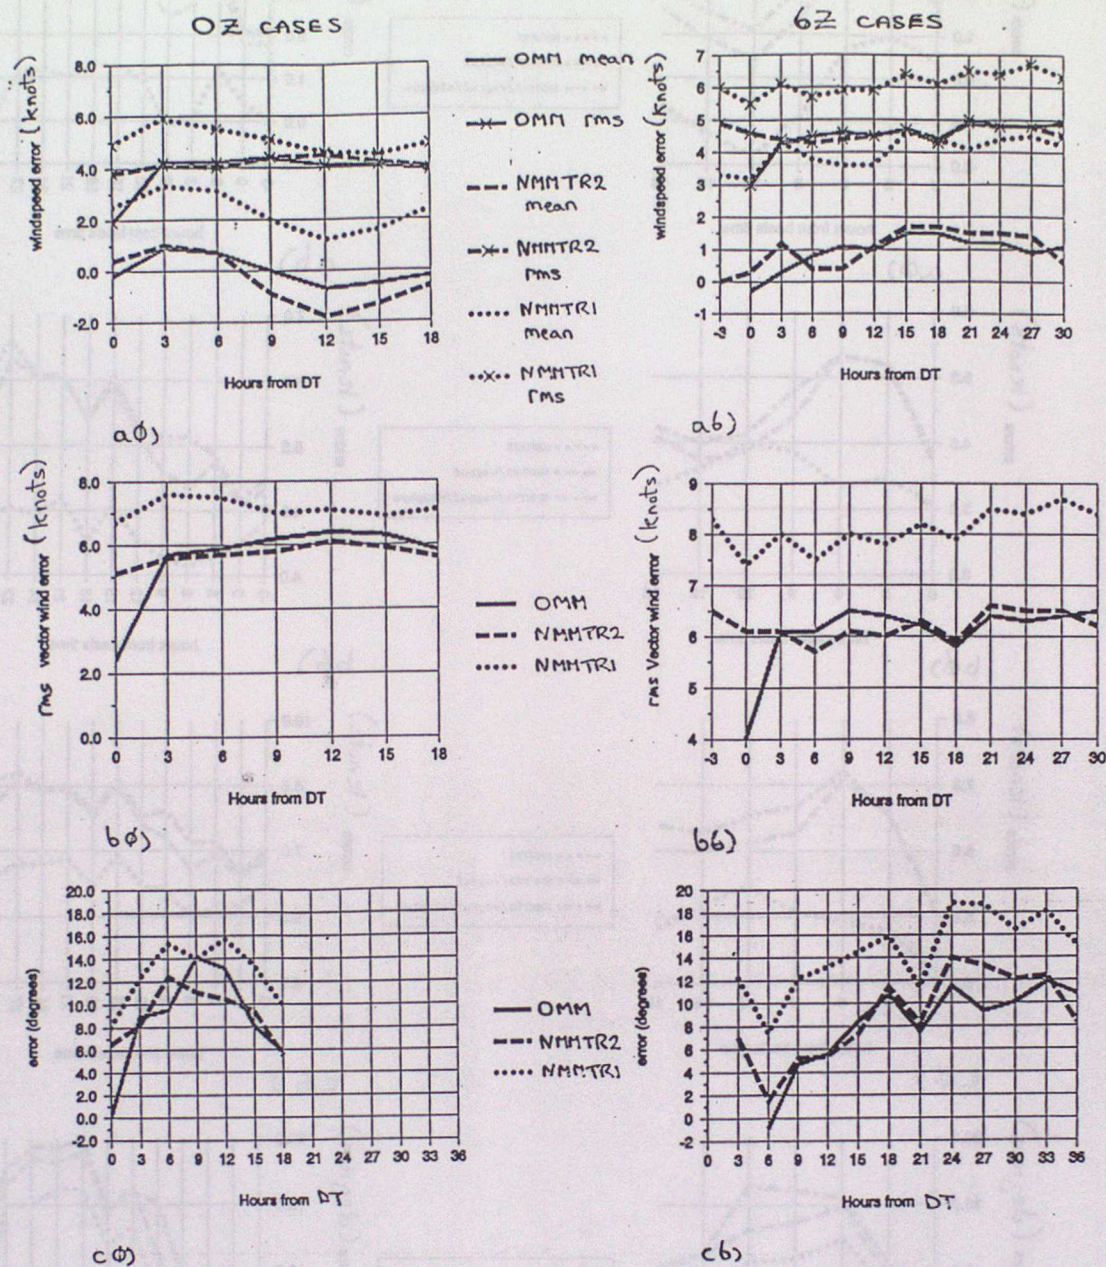 0Z CASES
6Z CASES
windspeed error (knots)
8.0
6.0
4.0
2.0
0.0
-2.0
0 3 6 9 12 15 18
Hours from DT
aø)
OMM mean
OMM rms
NMMTR2
mean
NMMTR2
rms
NMMTR1
mean
NMMTR1
rms
windspeed error (knots)
7
6
5
4
3
2
1
0
-1
-3 0 3 6 9 12 15 18 21 24 27 30
Hours from DT
a6)
rms vector wind error (knots)
8.0
6.0
4.0
2.0
0.0
0 3 6 9 12 15 18
Hours from DT
bø)
OMM
NMMTR2
NMMTR1
rms Vector wind error (knots)
9
8
7
6
5
4
-3 0 3 6 9 12 15 18 21 24 27 30
Hours from DT
b6)
error (degrees)
20.0
18.0
16.0
14.0
12.0
10.0
8.0
6.0
4.0
2.0
0.0
-2.0
0 3 6 9 12 15 18 21 24 27 30 33 36
Hours from DT
cø)
OMM
NMMTR2
NMMTR1
error (degrees)
20
18
16
14
12
10
8
6
4
2
0
-2
0 3 6 9 12 15 18 21 24 27 30 33 36
Hours from DT
c6)